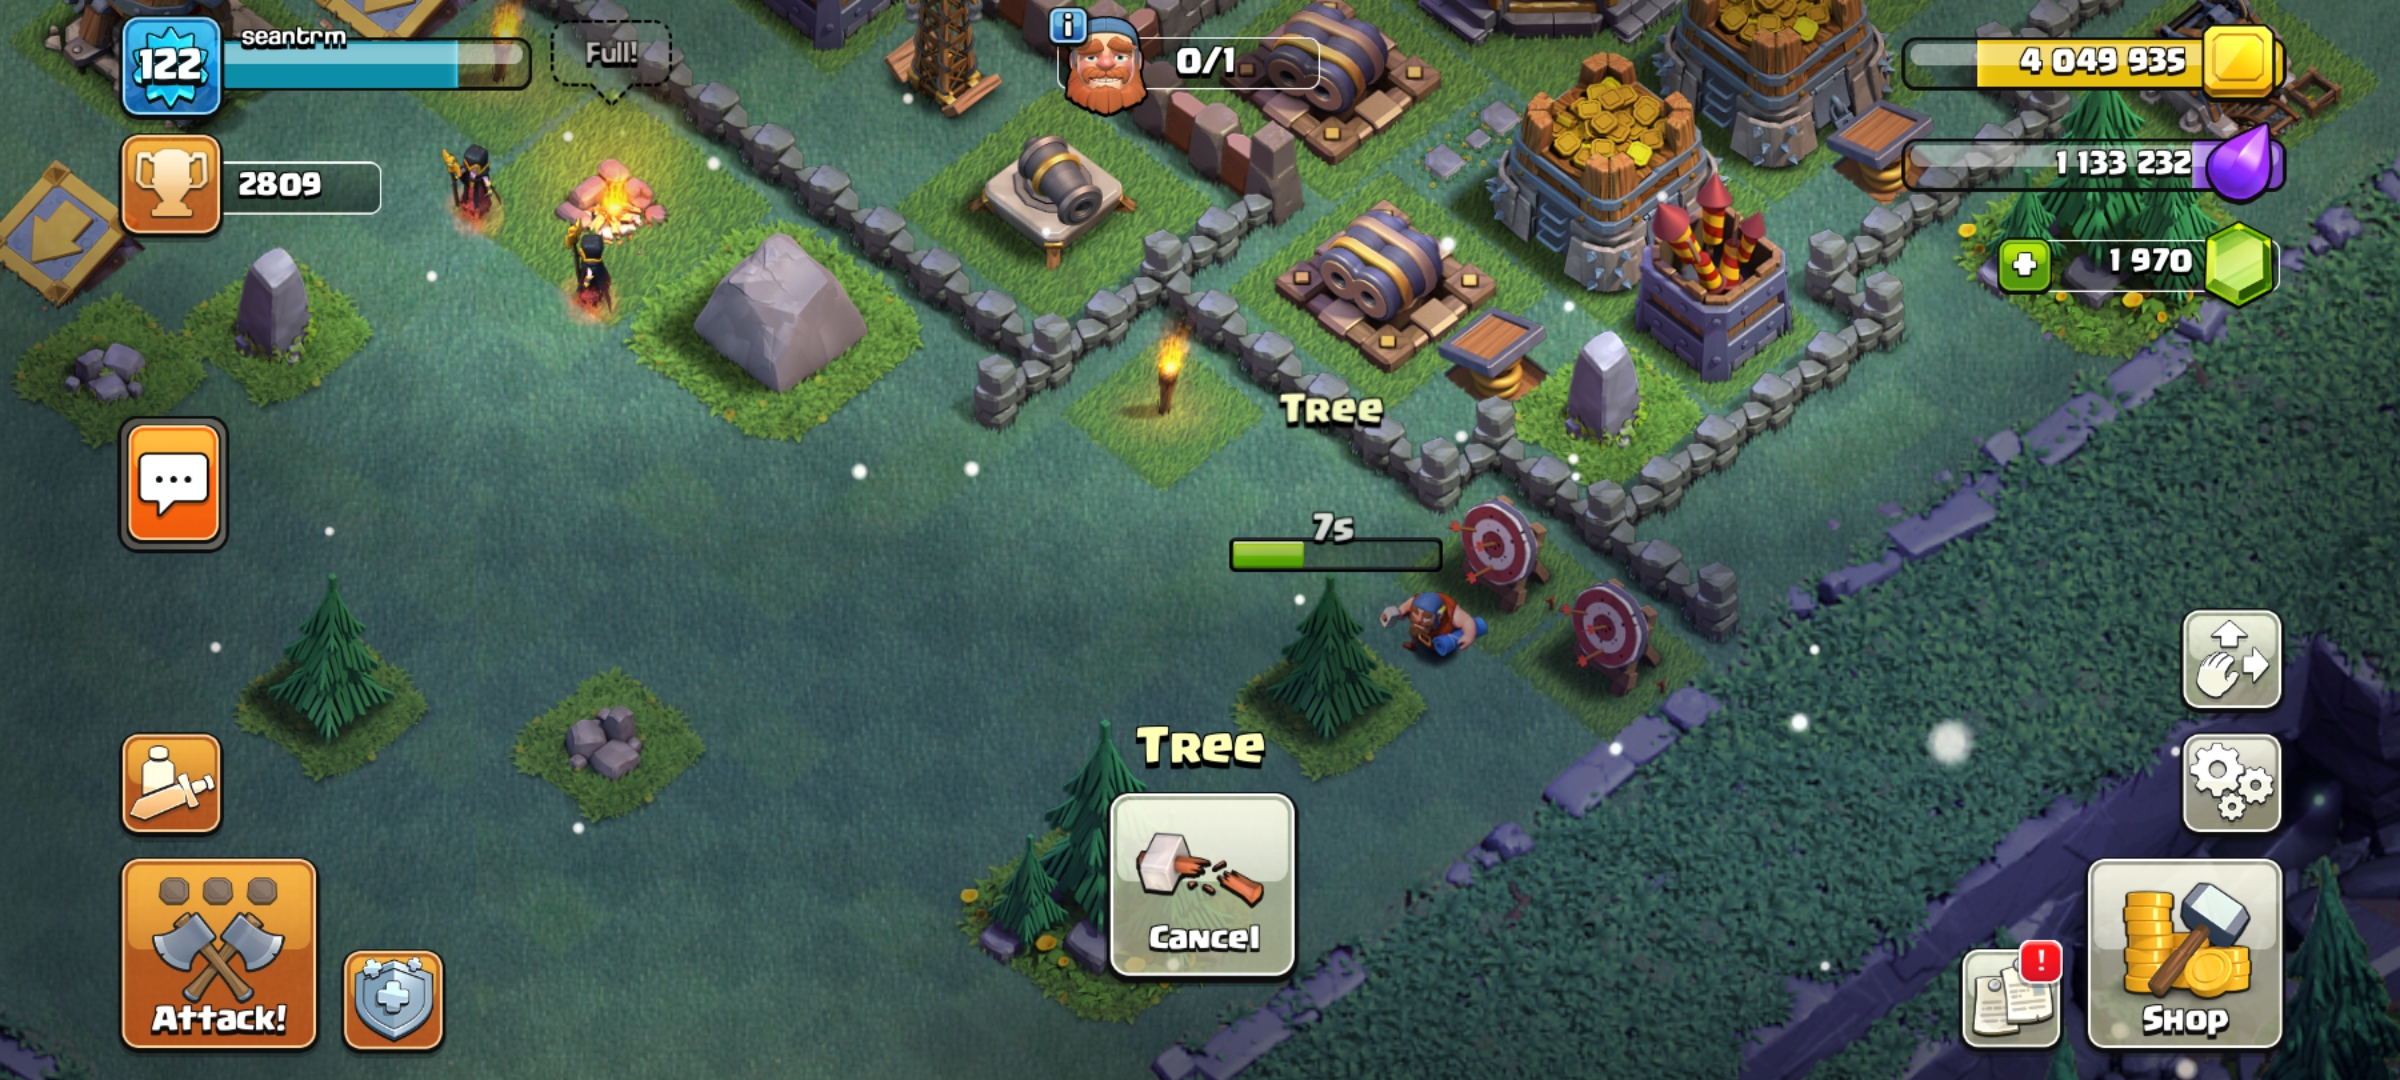 122
seantrm
Full!
i
0/1
4 049 935
2809
1 133 232
+
1 970
Tree
7s
Tree
Cancel
Attack!
!
Shop